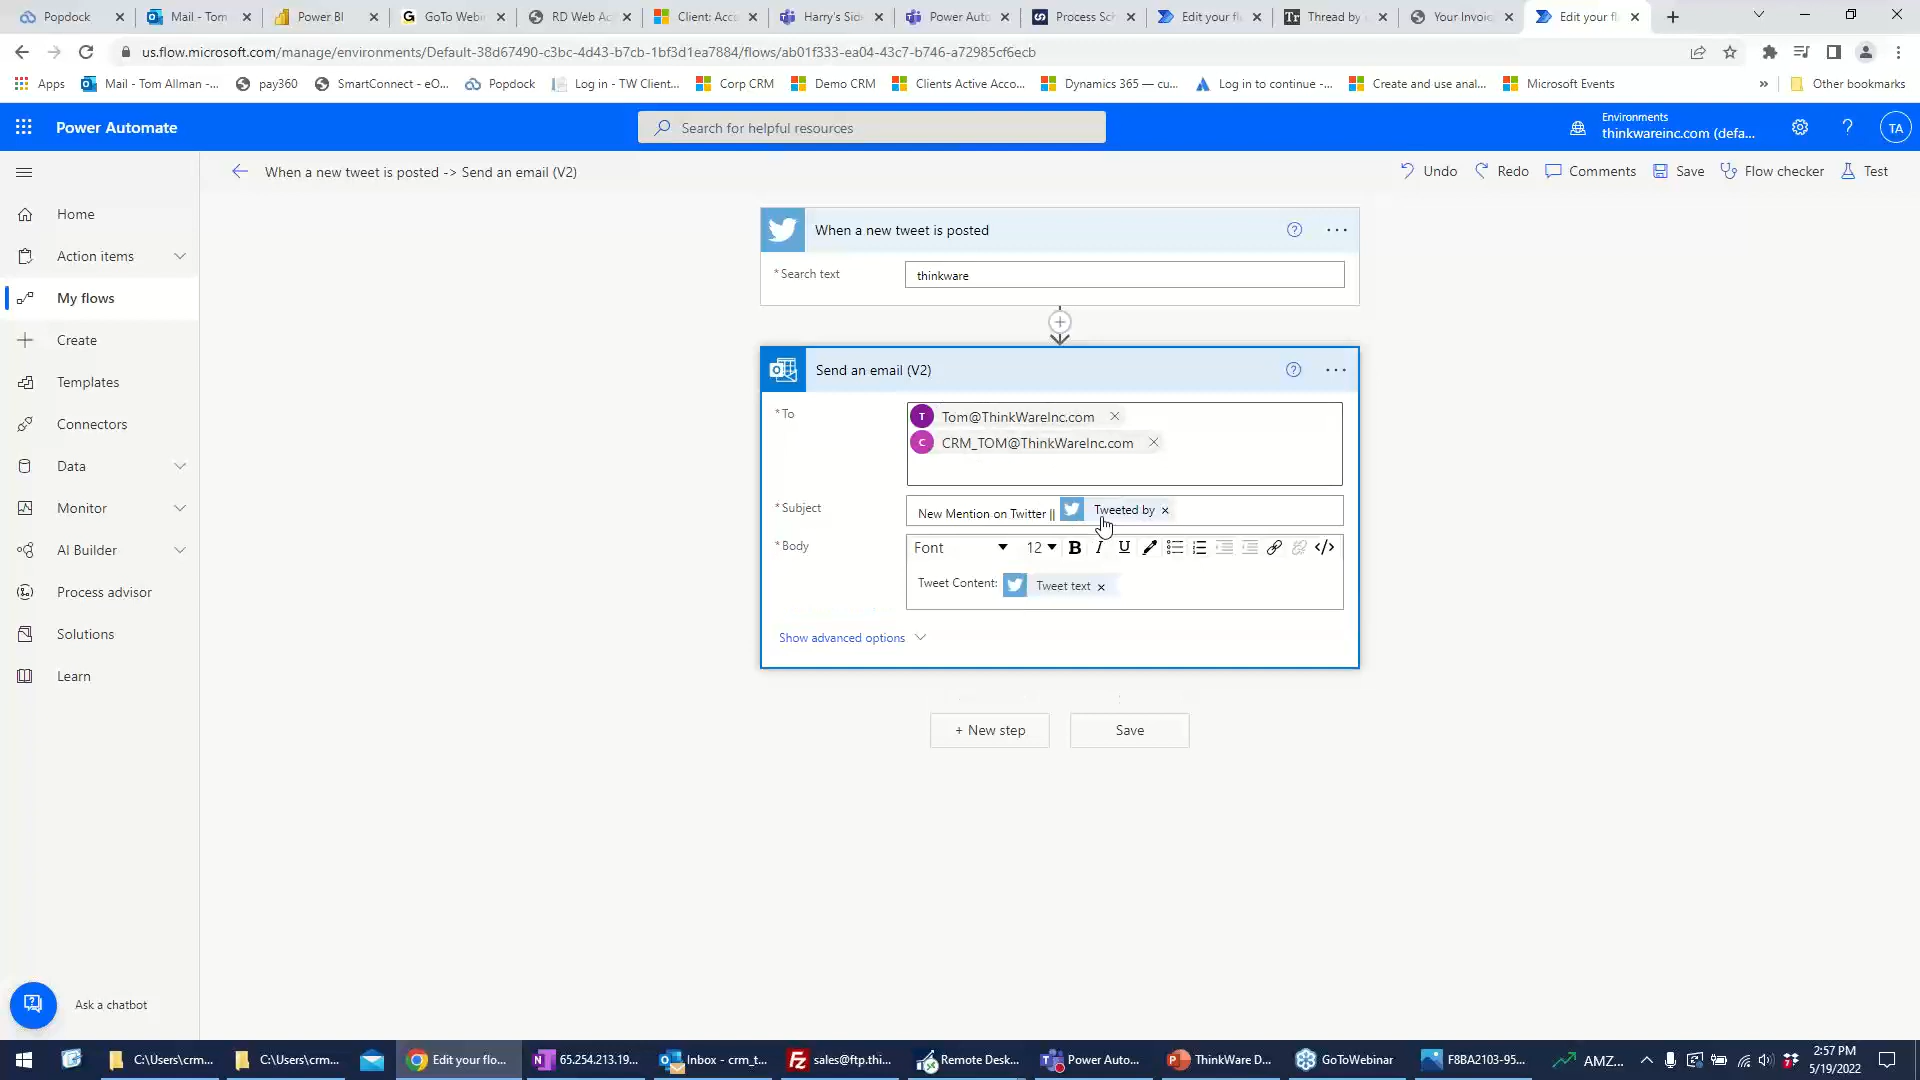 Popdock
Mail - Tom
Power BI
GoTo Webi
RD Web Ac
Client: Acc
Harry's Sid
Power Auto
Process Sc
Edit your fl
Thread by
Your Invoic
Edit your fl
us.flow.microsoft.com/manage/environments/Default-38d67490-c3bc-4d43-b7cb-1bf3d1ea7884/flows/ab01f333-ea04-43c7-b746-a72985cf6ecb
Apps
Mail - Tom Allman -...
pay360
SmartConnect - eO...
Popdock
Log in - TW Client...
Corp CRM
Demo CRM
Clients Active Acco...
Dynamics 365 — cu...
Log in to continue -...
Create and use anal...
Microsoft Events
»
Other bookmarks
Power Automate
Search for helpful resources
Environments
thinkwareinc.com (defa...
?
TA
When a new tweet is posted -> Send an email (V2)
Undo
Redo
Comments
Save
Flow checker
Test
Home
Action items
My flows
Create
Templates
Connectors
Data
Monitor
AI Builder
Process advisor
Solutions
Learn
Ask a chatbot
When a new tweet is posted
* Search text
thinkware
Send an email (V2)
* To
T Tom@ThinkWareInc.com
C CRM_TOM@ThinkWareInc.com
* Subject
New Mention on Twitter || Tweeted by
* Body
Font
12
B I U </>
Tweet Content: Tweet text
Show advanced options
+ New step
Save
C:\Users\crm...
C:\Users\crm...
Edit your flo...
65.254.213.19...
Inbox - crm_t...
sales@ftp.thi...
Remote Desk...
Power Auto...
ThinkWare D...
GoToWebinar
F8BA2103-95...
AMZ...
2:57 PM
5/19/2022